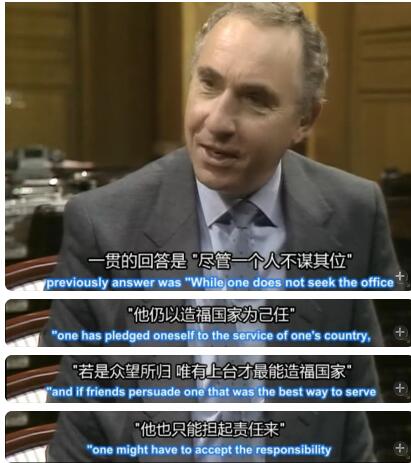 一贯的回答是 "尽管一个人不谋其位"
previously answer was "While one does not seek the office
"他仍以造福国家为己任"
"one has pledged oneself to the service of one's country,
"若是众望所归 唯有上台才最能造福国家"
"and if friends persuade one that was the best way to serve
"他也只能担起责任来"
"one might have to accept the responsibility